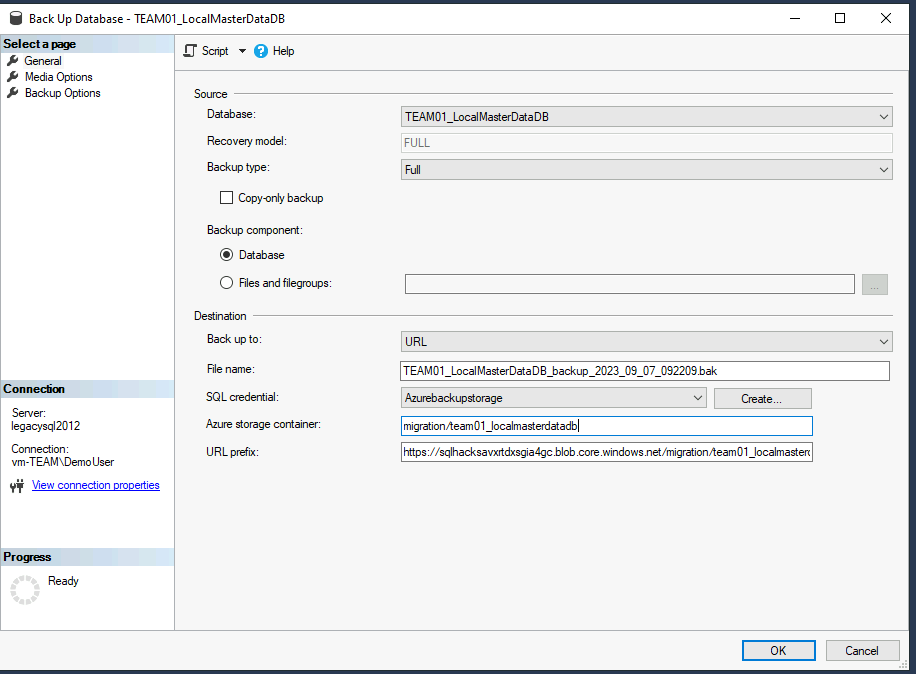 Back Up Database - TEAM01_LocalMasterDataDB
Select a page
General
Media Options
Backup Options
Script
Help
Source
Database:
TEAM01_LocalMasterDataDB
Recovery model:
FULL
Backup type:
Full
Copy-only backup
Backup component:
Database
Files and filegroups:
...
Destination
Back up to:
URL
File name:
TEAM01_LocalMasterDataDB_backup_2023_09_07_092209.bak
SQL credential:
Azurebackupstorage
Create...
Azure storage container:
migration/team01_localmasterdatadb
URL prefix:
https://sqlhacksavxrtdxsgia4gc.blob.core.windows.net/migration/team01_localmaster
Connection
Server:
legacysql2012
Connection:
vm-TEAM\DemoUser
View connection properties
Progress
Ready
OK
Cancel